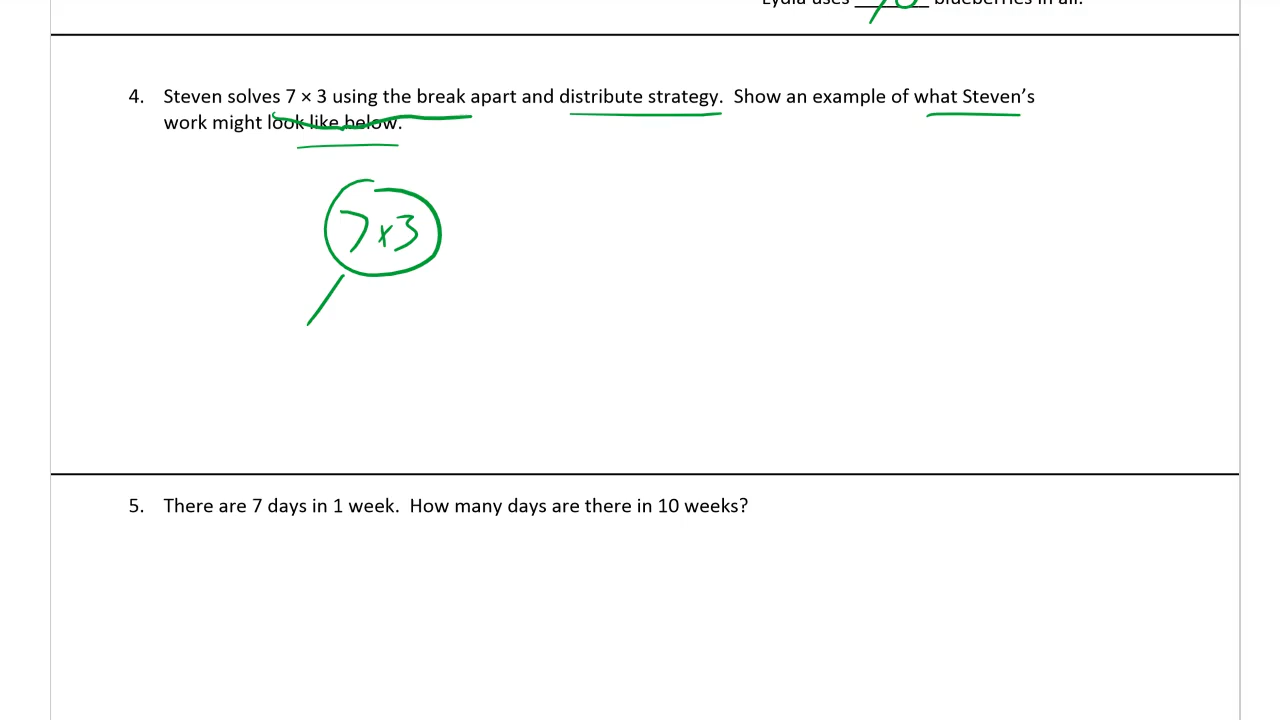 Lydia uses ______ blueberries in all.
4. Steven solves 7 × 3 using the break apart and distribute strategy. Show an example of what Steven's
work might look like below.
7 x 3
5. There are 7 days in 1 week. How many days are there in 10 weeks?